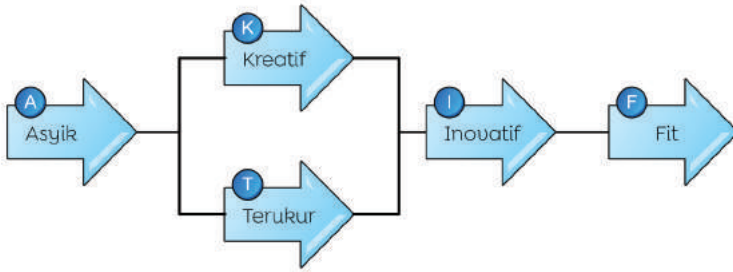 A
Asyik
K
Kreatif
T
Terukur
I
Inovatif
F
Fit